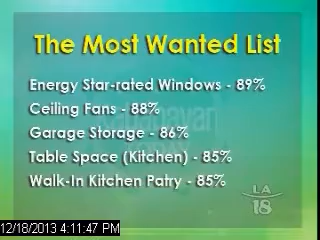 The Most Wanted List
Energy Star-rated Windows - 89%
Ceiling Fans - 88%
Garage Storage - 86%
Table Space (Kitchen) - 85%
Walk-In Kitchen Patry - 85%
LA
18
12/18/2013 4:11:47 PM